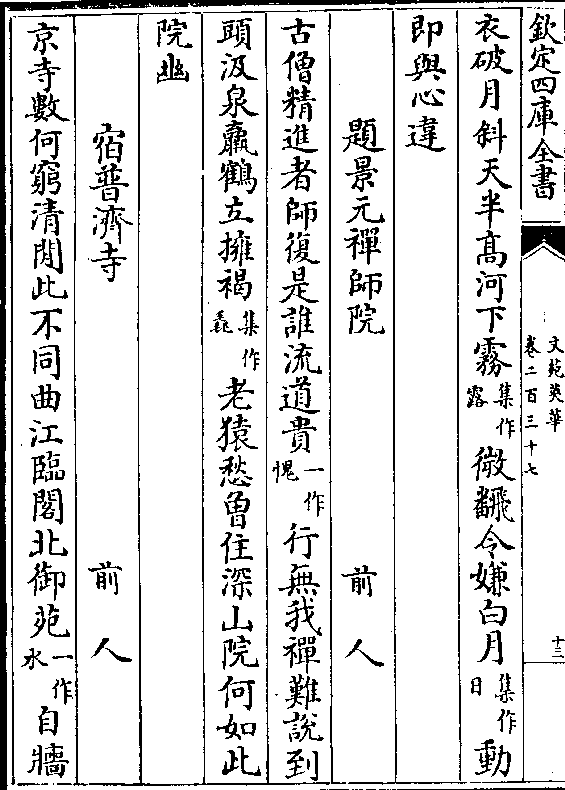 欽定四庫全書
文苑英華
卷二百三十七
十三
衣破月斜天半髙河下霧集作露微飜令嫌白月集作日動
即與心違
題景元禪師院 前人
古僧精進者師復是誰流道貴一作愧行無我禪難說到
頭汲泉羸鶴立擁褐集作毳老猿愁曾住深山院何如此
院幽
宿普濟寺 前人
京寺數何窮清閒此不同曲江臨閣北御苑一作水自牆